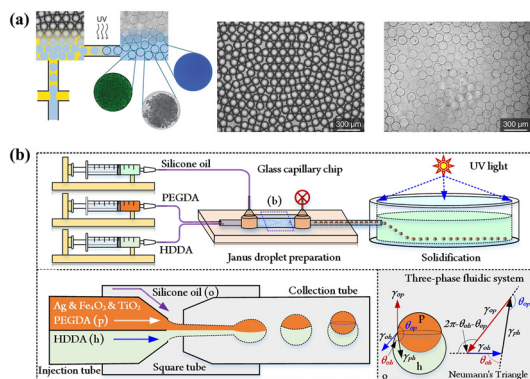 (a)
UV
300 μm
300 μm
(b)
Silicone oil
PEGDA
HDDA
Glass capillary chip
(b)
Janus droplet preparation
UV light
Solidification
Silicone oil (o)
Collection tube
Ag & Fe₃O₄ & TiO₂
PEGDA (p)
HDDA (h)
Injection tube
Square tube
Three-phase fluidic system
γop
θop
p
γph
γoh
θoh
h
o
γop
θop
γop
2π-θoh-θop
γph
γoh
θoh
Neumann's Triangle